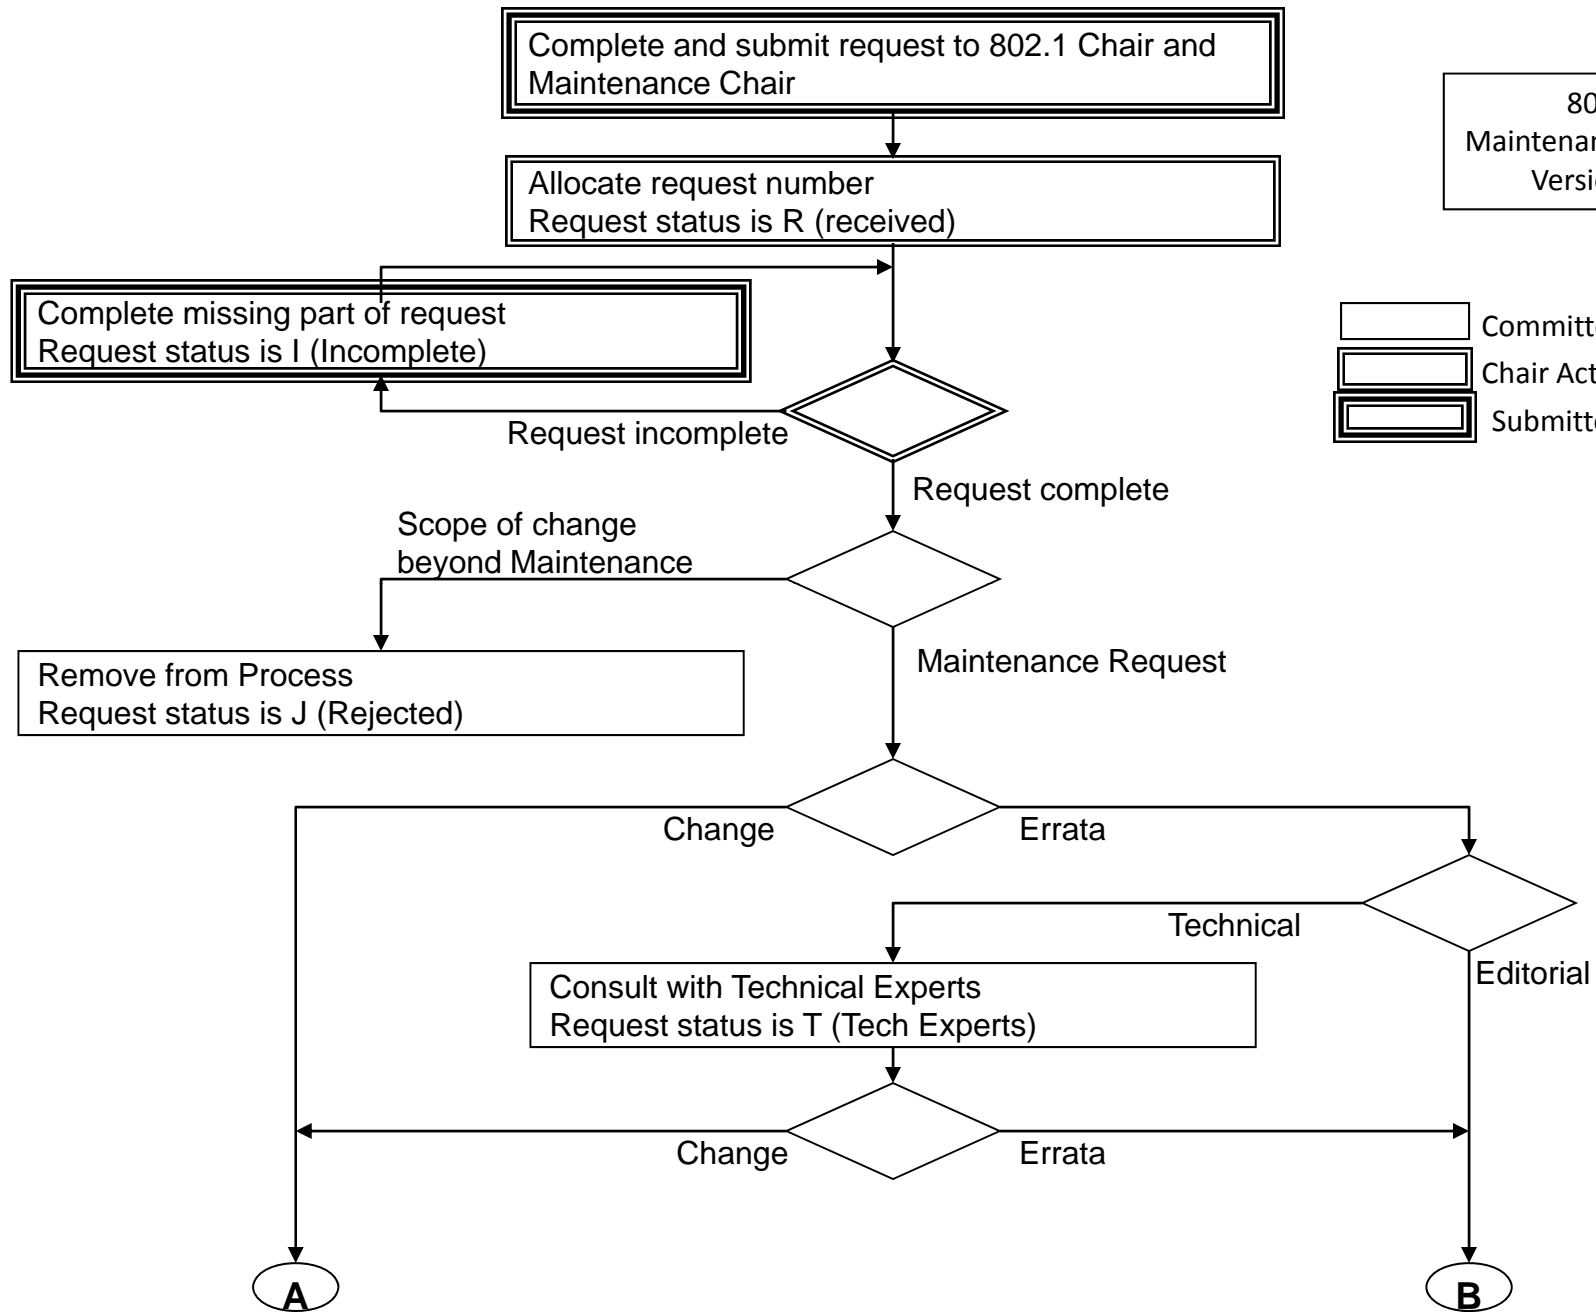 Complete and submit request to 802.1 Chair and
Maintenance Chair
Allocate request number
Request status is R (received)
Complete missing part of request
Request status is I (Incomplete)
Chair
Request incomplete
Request complete
Scope of change
beyond Maintenance
Maintenance Request
Remove from Process
Request status is J (Rejected)
Change
Errata
Technical
Editorial
Consult with Technical Experts
Request status is T (Tech Experts)
Change
Errata
A
B